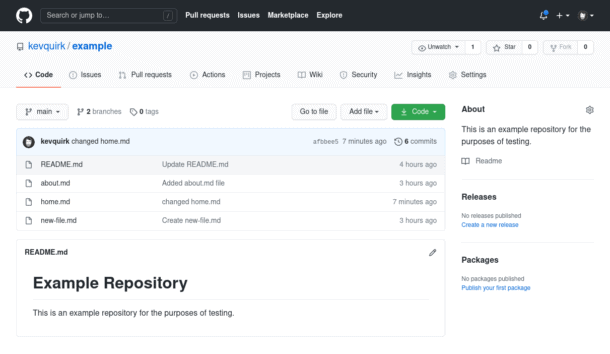 Search or jump to... /
Pull requests Issues Marketplace Explore
kevquirk / example
Unwatch 1 Star 0 Fork 0
Code Issues Pull requests Actions Projects Wiki Security Insights Settings
main 2 branches 0 tags Go to file Add file Code
kevquirk changed home.md afbbee5 7 minutes ago 6 commits
README.md Update README.md 4 hours ago
about.md Added about.md file 3 hours ago
home.md changed home.md 7 minutes ago
new-file.md Create new-file.md 3 hours ago
README.md
Example Repository
This is an example repository for the purposes of testing.
About
This is an example repository for the
purposes of testing.
Readme
Releases
No releases published
Create a new release
Packages
No packages published
Publish your first package